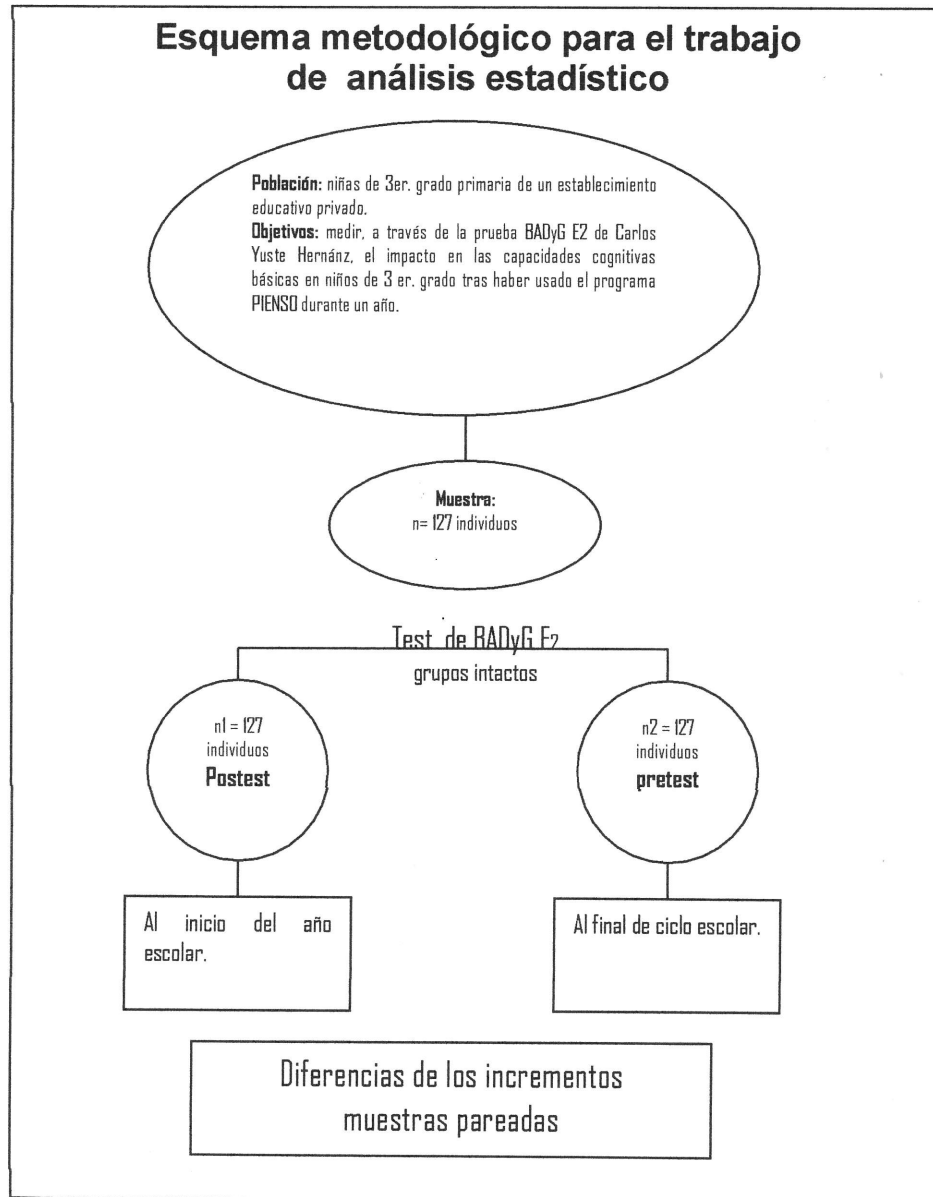 Esquema metodológico para el trabajo
de análisis estadístico
Población: niñas de 3er. grado primaria de un establecimiento
educativo privado.
Objetivos: medir, a través de la prueba BADyG E2 de Carlos
Yuste Hernánz, el impacto en las capacidades cognitivas
básicas en niños de 3 er. grado tras haber usado el programa
PIENSO durante un año.
Muestra:
n= 127 individuos
Test de BADyG E2
grupos intactos
n1 = 127
individuos
Postest
n2 = 127
individuos
pretest
Al inicio del año
escolar.
Al final de ciclo escolar.
Diferencias de los incrementos
muestras pareadas